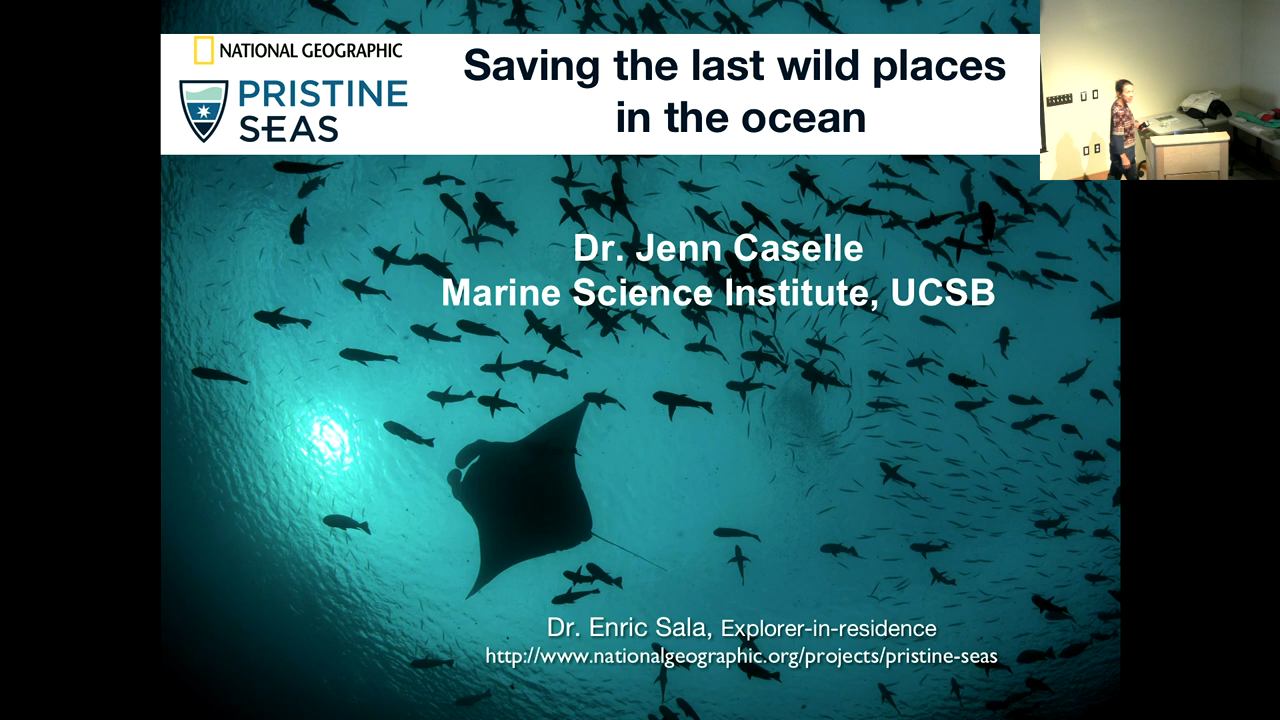 NATIONAL GEOGRAPHIC
PRISTINE
SEAS
Saving the last wild places
in the ocean
Dr. Jenn Caselle
Marine Science Institute, UCSB
Dr. Enric Sala, Explorer-in-residence
http://www.nationalgeographic.org/projects/pristine-seas